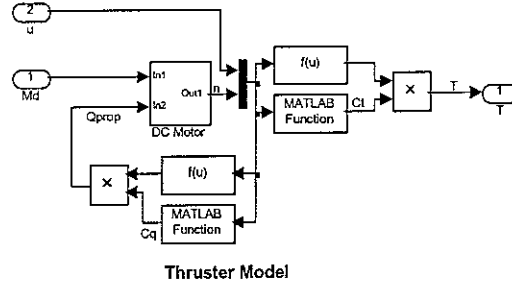 2
u
1
Md
In1
In2
Out1
n
DC Motor
Qprop
f(u)
MATLAB
Function
Ct
T
1
T
f(u)
MATLAB
Function
Cq
Thruster Model